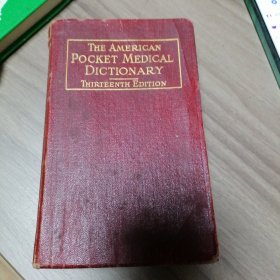 THE AMERICAN
POCKET MEDICAL
DICTIONARY
THIRTEENTH EDITION